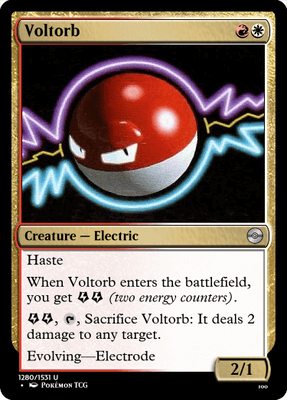 Voltorb
Creature — Electric
Haste
When Voltorb enters the battlefield,
you get (two energy counters).
, , Sacrifice Voltorb: It deals 2
damage to any target.
Evolving—Electrode
2/1
1280/1531 U
• Pokémon TCG
100